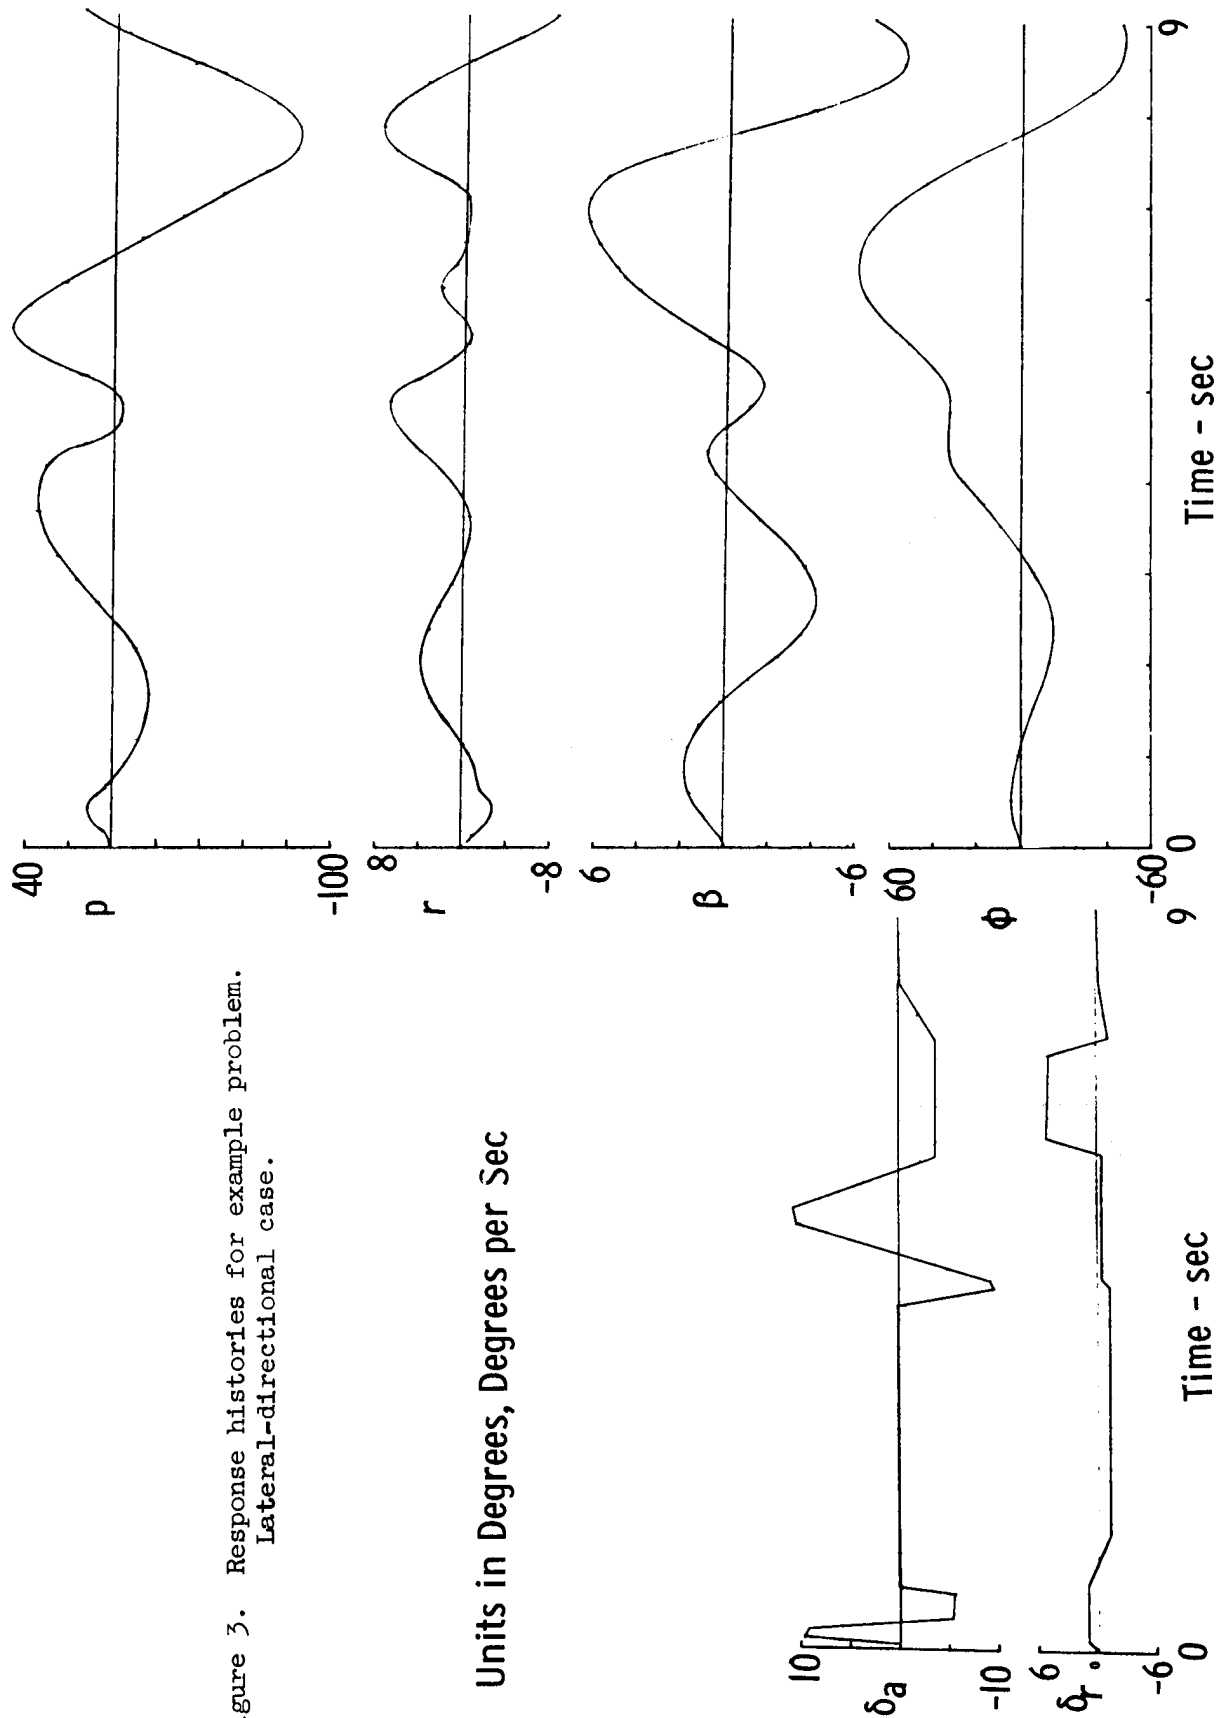 gure 3. Response histories for example problem.
Lateral-directional case.
Units in Degrees, Degrees per Sec
10
δa
-10
6
δr
-6
0
9
Time - sec
40
p
-100
8
r
-8
6
β
-6
60
φ
-60
0
9
Time - sec